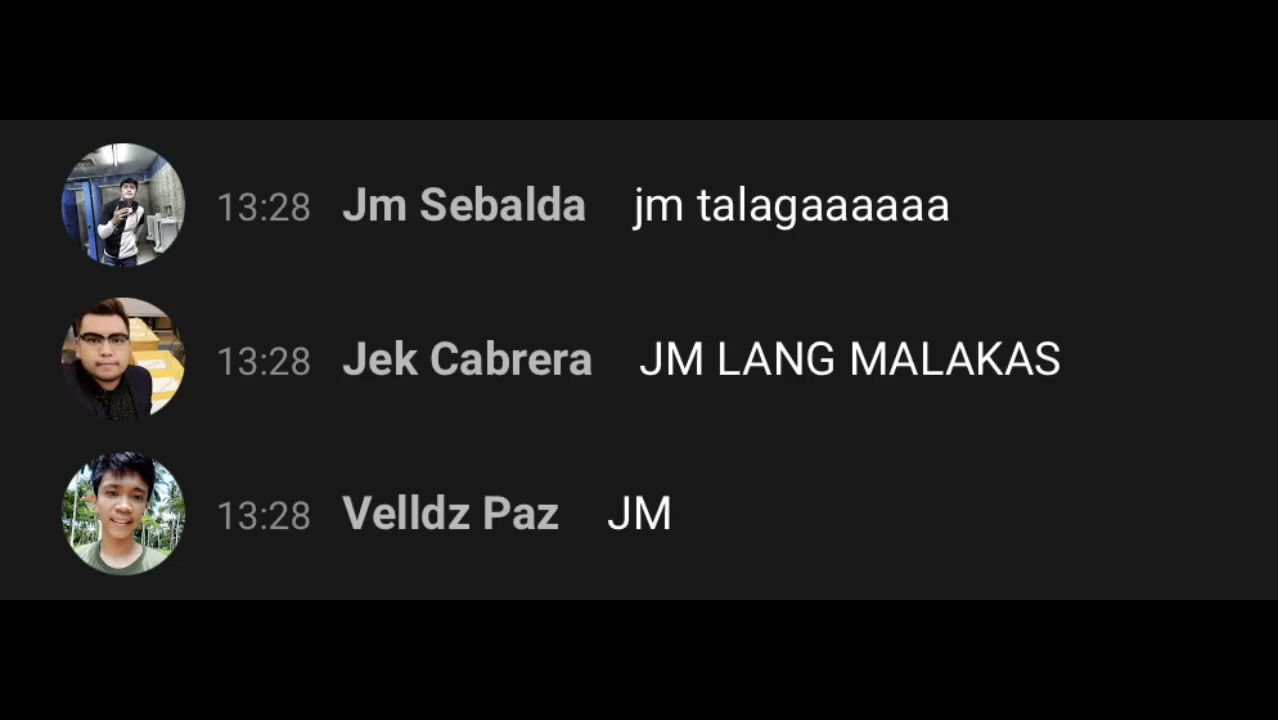 13:28 Jm Sebalda jm talagaaaaaa
13:28 Jek Cabrera JM LANG MALAKAS
13:28 Velldz Paz JM